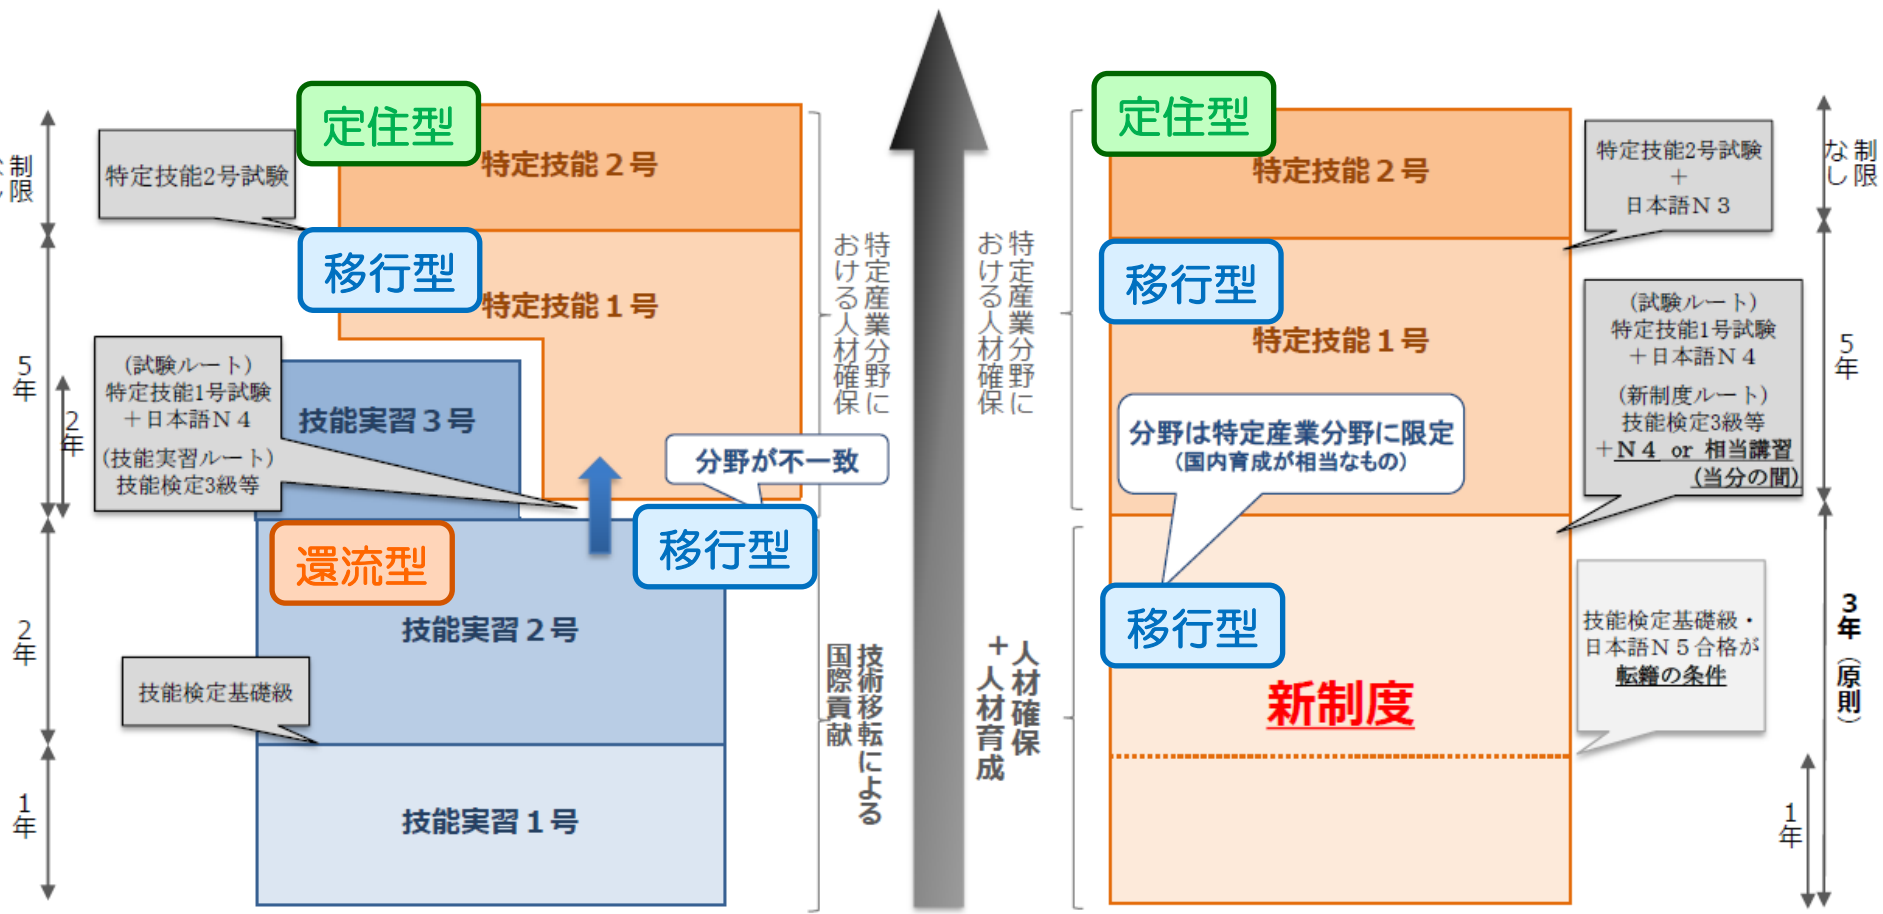 定住型
特定技能2号試験
特定技能２号
制限
なし
移行型
特定技能１号
特定産業分野に
おける人材確保
5年
（試験ルート）
特定技能1号試験
＋日本語Ｎ４
（技能実習ルート）
技能検定3級等
2年
技能実習３号
分野が不一致
還流型
移行型
技能実習２号
2年
技能検定基礎級
技術移転による
国際貢献
技能実習１号
1年
定住型
特定技能２号
特定技能2号試験
＋
日本語Ｎ３
制限
なし
移行型
特定技能１号
特定産業分野に
おける人材確保
（試験ルート）
特定技能1号試験
＋日本語Ｎ４
（新制度ルート）
技能検定3級等
＋Ｎ４ or 相当講習
（当分の間）
5年
分野は特定産業分野に限定
（国内育成が相当なもの）
移行型
新制度
人材確保
＋人材育成
技能検定基礎級・
日本語Ｎ５合格が
転籍の条件
3年（原則）
1年